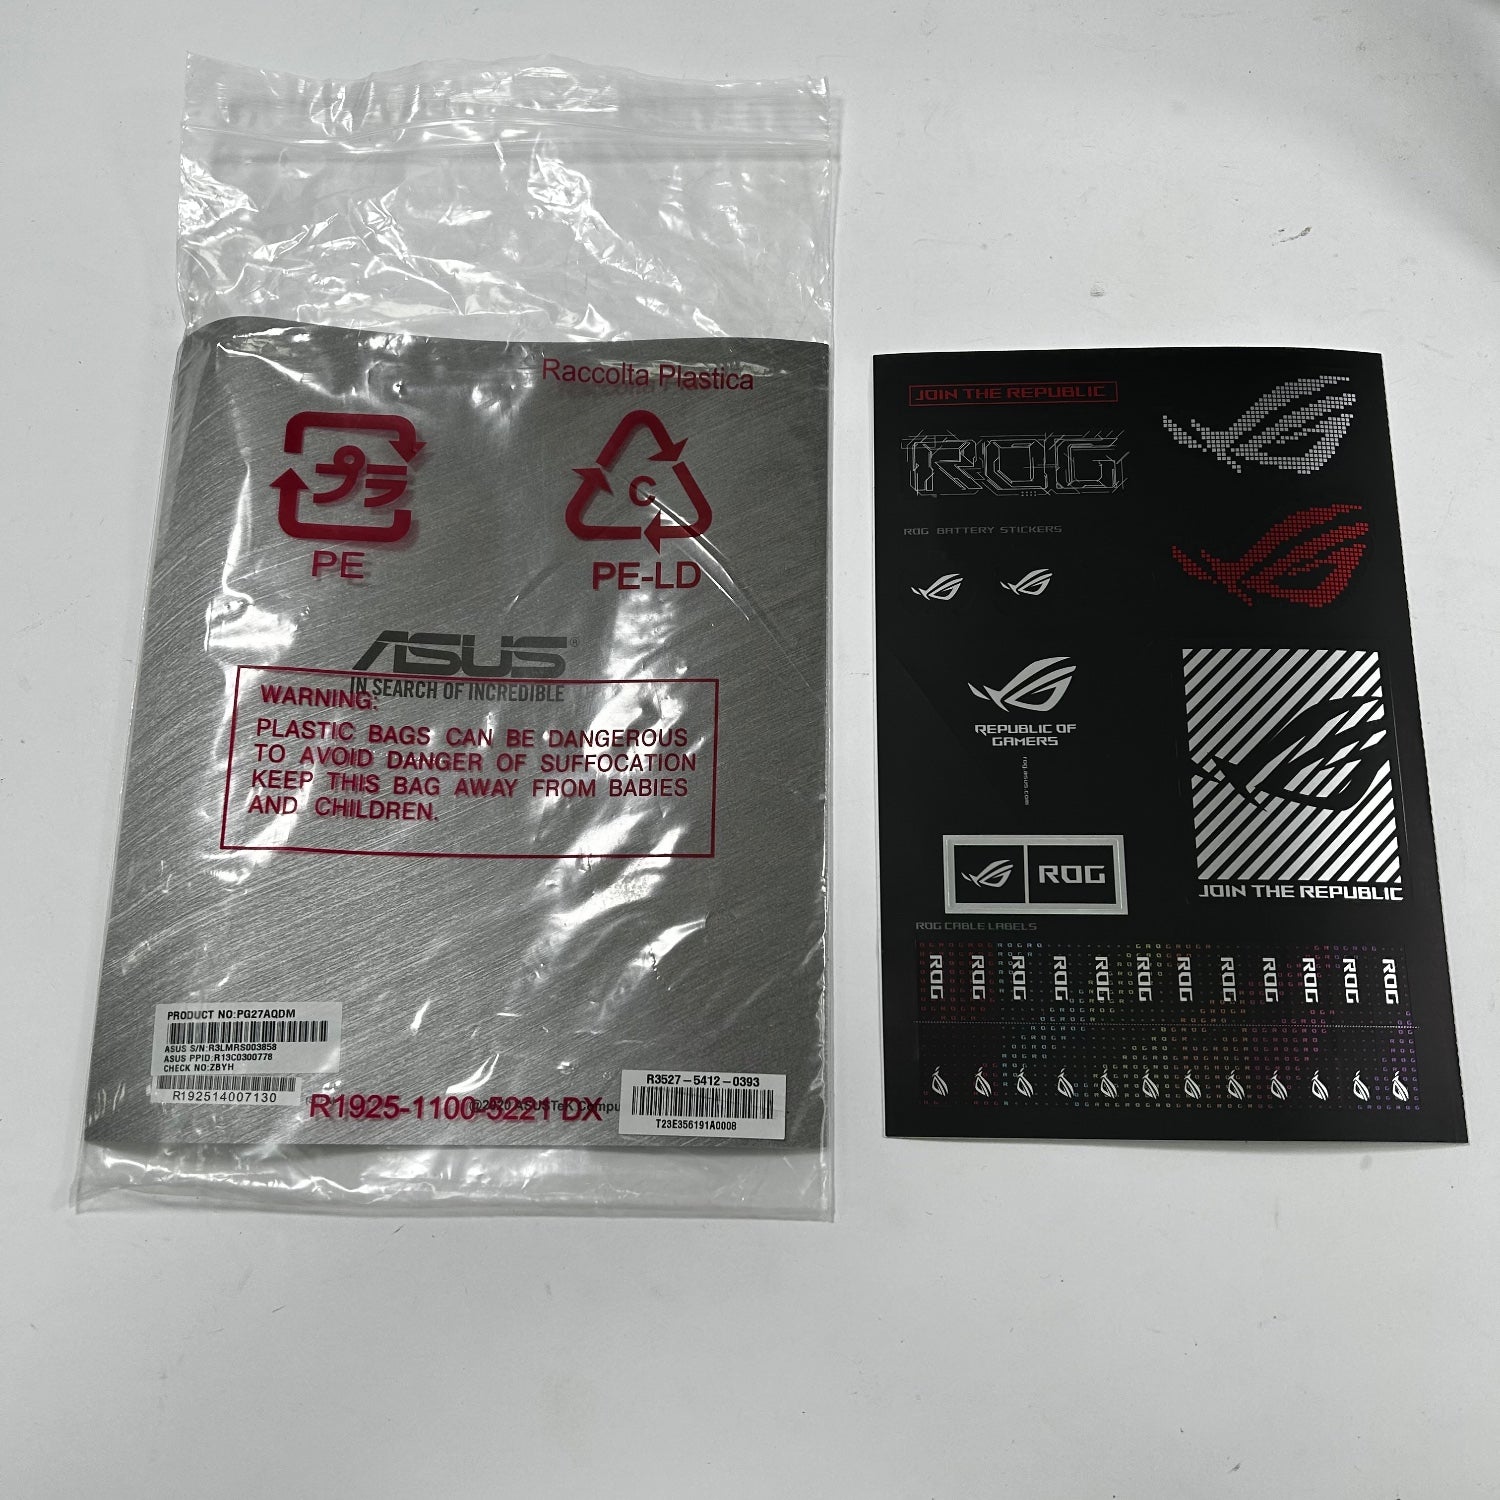 Raccolta Plastica
プラ
C
PE
PE-LD
ASUS®
IN SEARCH OF INCREDIBLE
WARNING:
PLASTIC BAGS CAN BE DANGEROUS
TO AVOID DANGER OF SUFFOCATION
KEEP THIS BAG AWAY FROM BABIES
AND CHILDREN.
PRODUCT NO:PG27AQDM
ASUS S/N:R3LMRS003858
ASUS PPID:R13C0300778
CHECK NO:ZBYH
R192514007130
R1925-1100-3221 DX
R3527-5412-0393
T23E356191A0008
JOIN THE REPUBLIC
ROG
ROG BATTERY STICKERS
REPUBLIC OF
GAMERS
rog.asus.com
ROG
JOIN THE REPUBLIC
ROG CABLE LABELS
ROG ROG ROG ROG ROG ROG ROG ROG ROG ROG ROG ROG